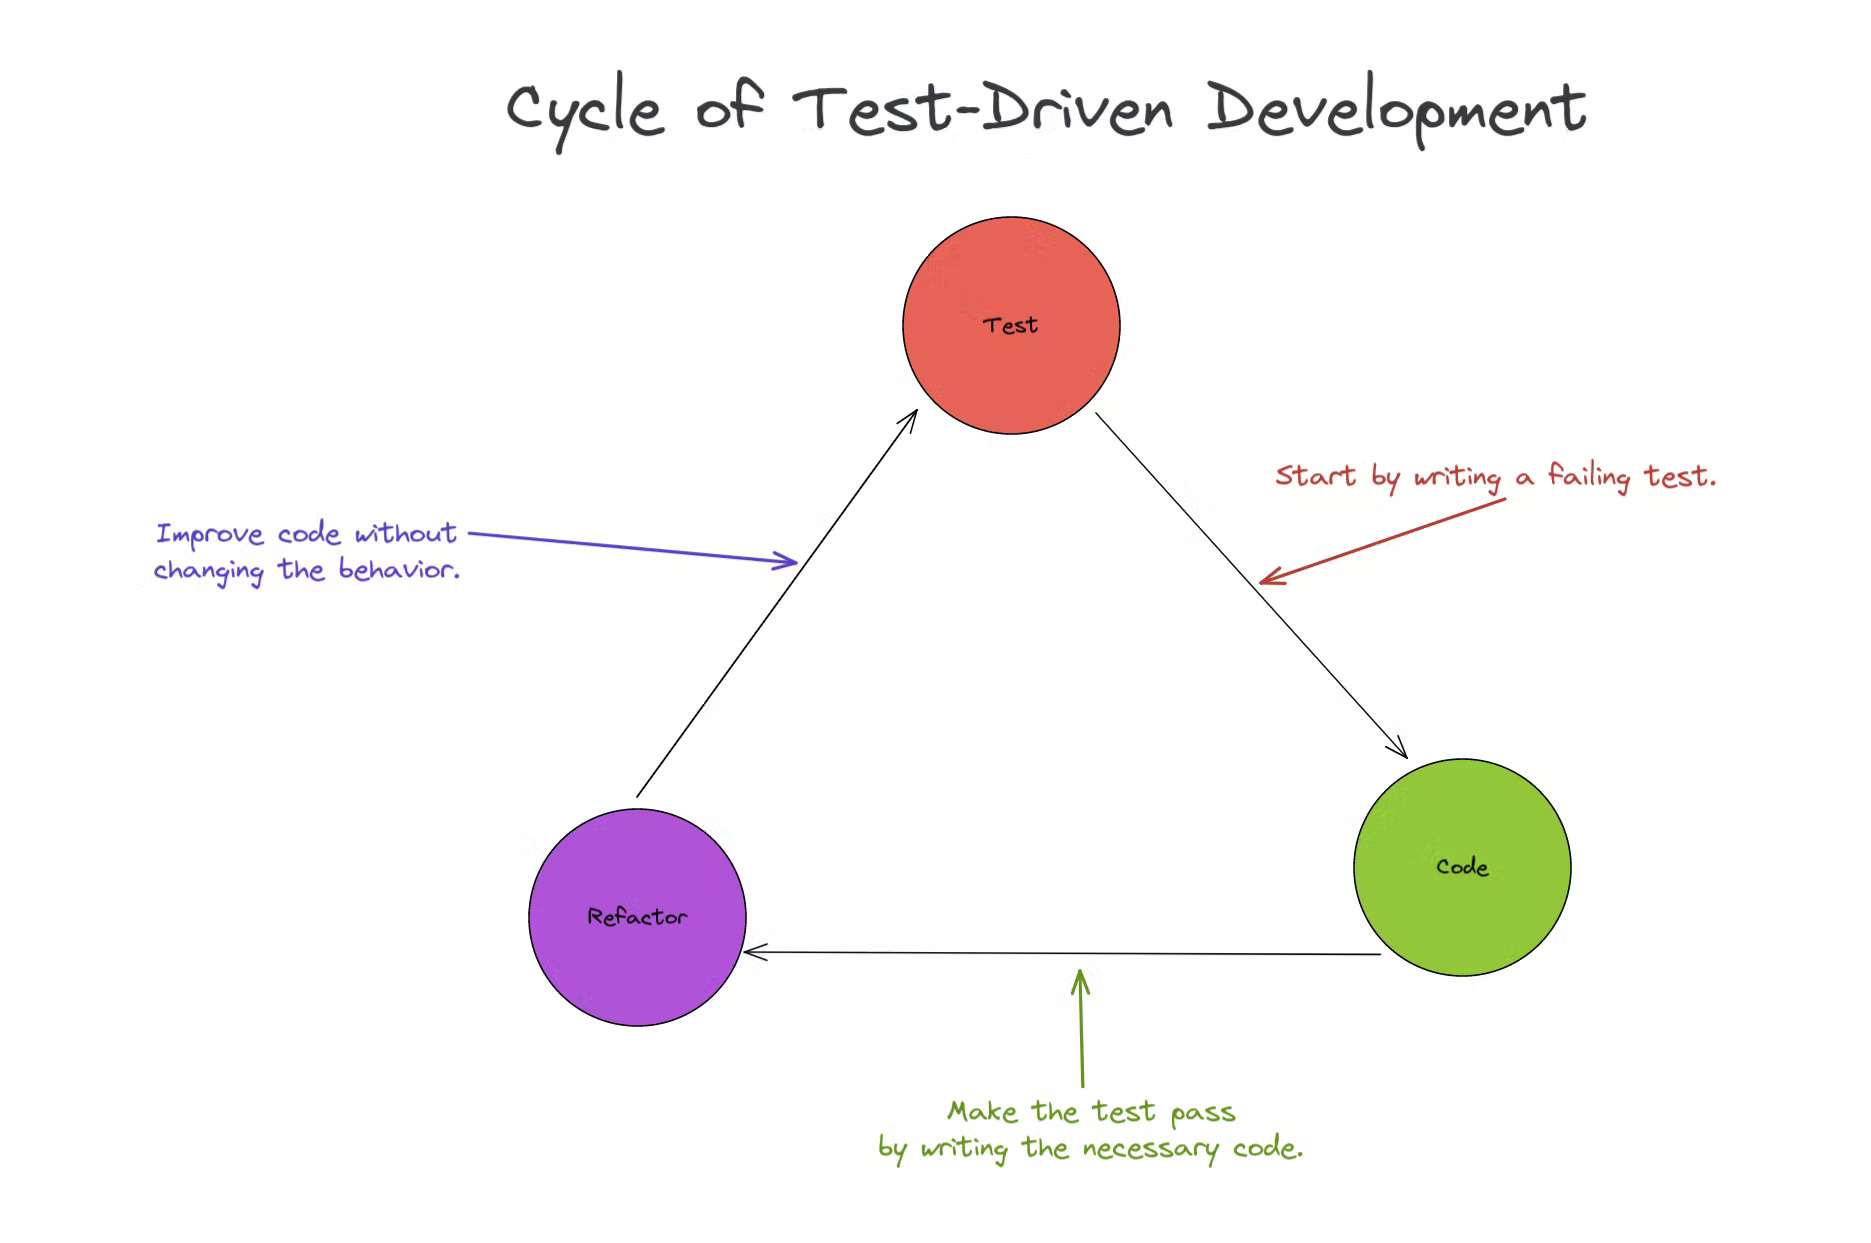 Cycle of Test-Driven Development
Test
Start by writing a failing test.
Improve code without
changing the behavior.
Code
Refactor
Make the test pass
by writing the necessary code.